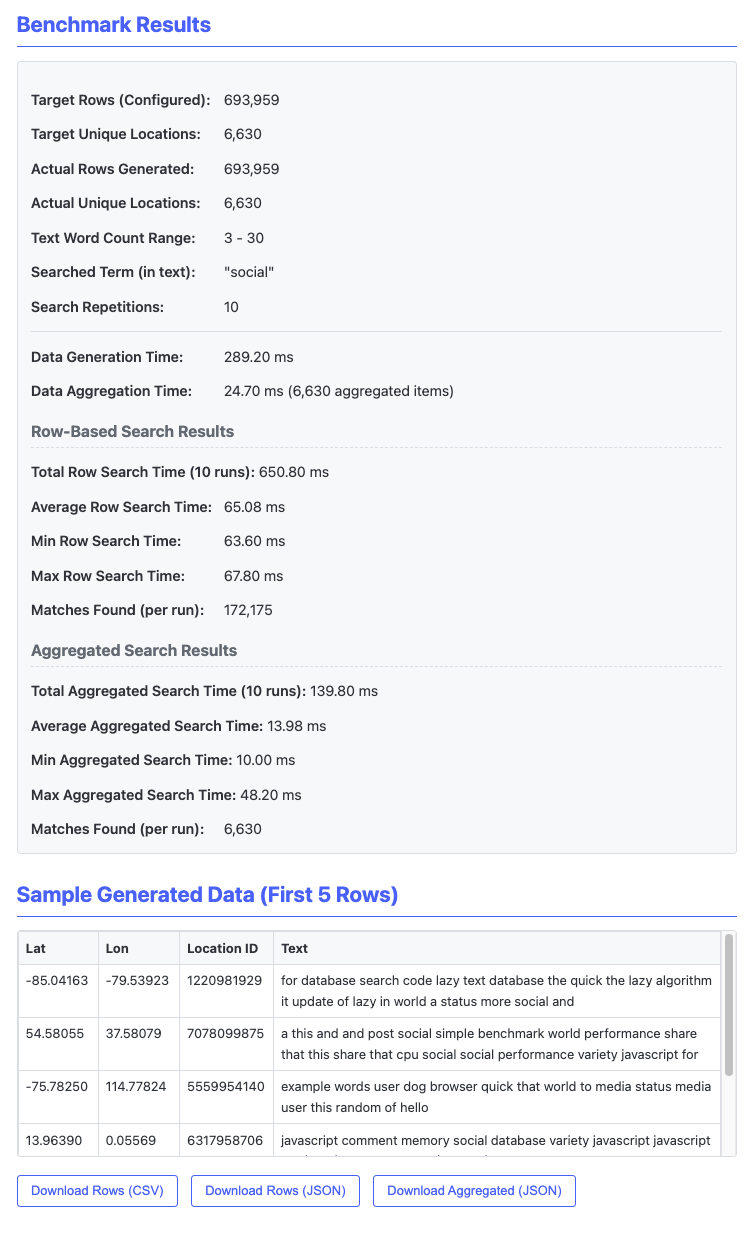 Benchmark Results
Target Rows (Configured): 693,959
Target Unique Locations: 6,630
Actual Rows Generated: 693,959
Actual Unique Locations: 6,630
Text Word Count Range: 3 - 30
Searched Term (in text): "social"
Search Repetitions: 10
Data Generation Time: 289.20 ms
Data Aggregation Time: 24.70 ms (6,630 aggregated items)
Row-Based Search Results
Total Row Search Time (10 runs): 650.80 ms
Average Row Search Time: 65.08 ms
Min Row Search Time: 63.60 ms
Max Row Search Time: 67.80 ms
Matches Found (per run): 172,175
Aggregated Search Results
Total Aggregated Search Time (10 runs): 139.80 ms
Average Aggregated Search Time: 13.98 ms
Min Aggregated Search Time: 10.00 ms
Max Aggregated Search Time: 48.20 ms
Matches Found (per run): 6,630
Sample Generated Data (First 5 Rows)
Lat Lon Location ID Text
-85.04163 -79.53923 1220981929 for database search code lazy text database the quick the lazy algorithm
it update of lazy in world a status more social and
54.58055 37.58079 7078099875 a this and and post social simple benchmark world performance share
that this share that cpu social social performance variety javascript for
-75.78250 114.77824 5559954140 example words user dog browser quick that world to media status media
user this random of hello
13.96390 0.05569 6317958706 javascript comment memory social database variety javascript javascript
Download Rows (CSV) Download Rows (JSON) Download Aggregated (JSON)